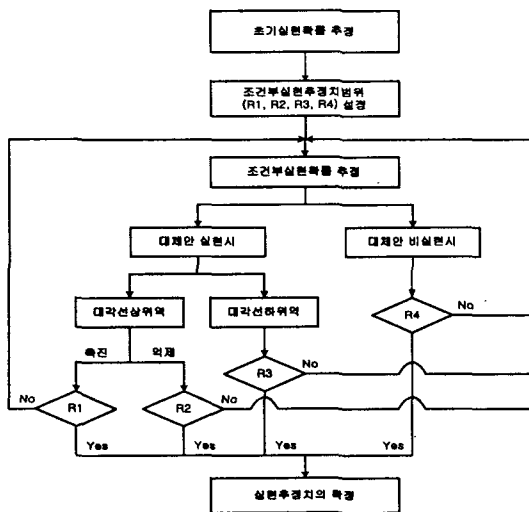 초기실현확률 추정
조건부실현추정치범위
(R1, R2, R3, R4) 설정
조건부실현확률 추정
대체안 실현시
대체안 비실현시
대각선상위역
대각선하위역
R4
No
촉진
억제
R3
No
No
R1
R2
No
Yes
Yes
Yes
Yes
실현추정치의 확정